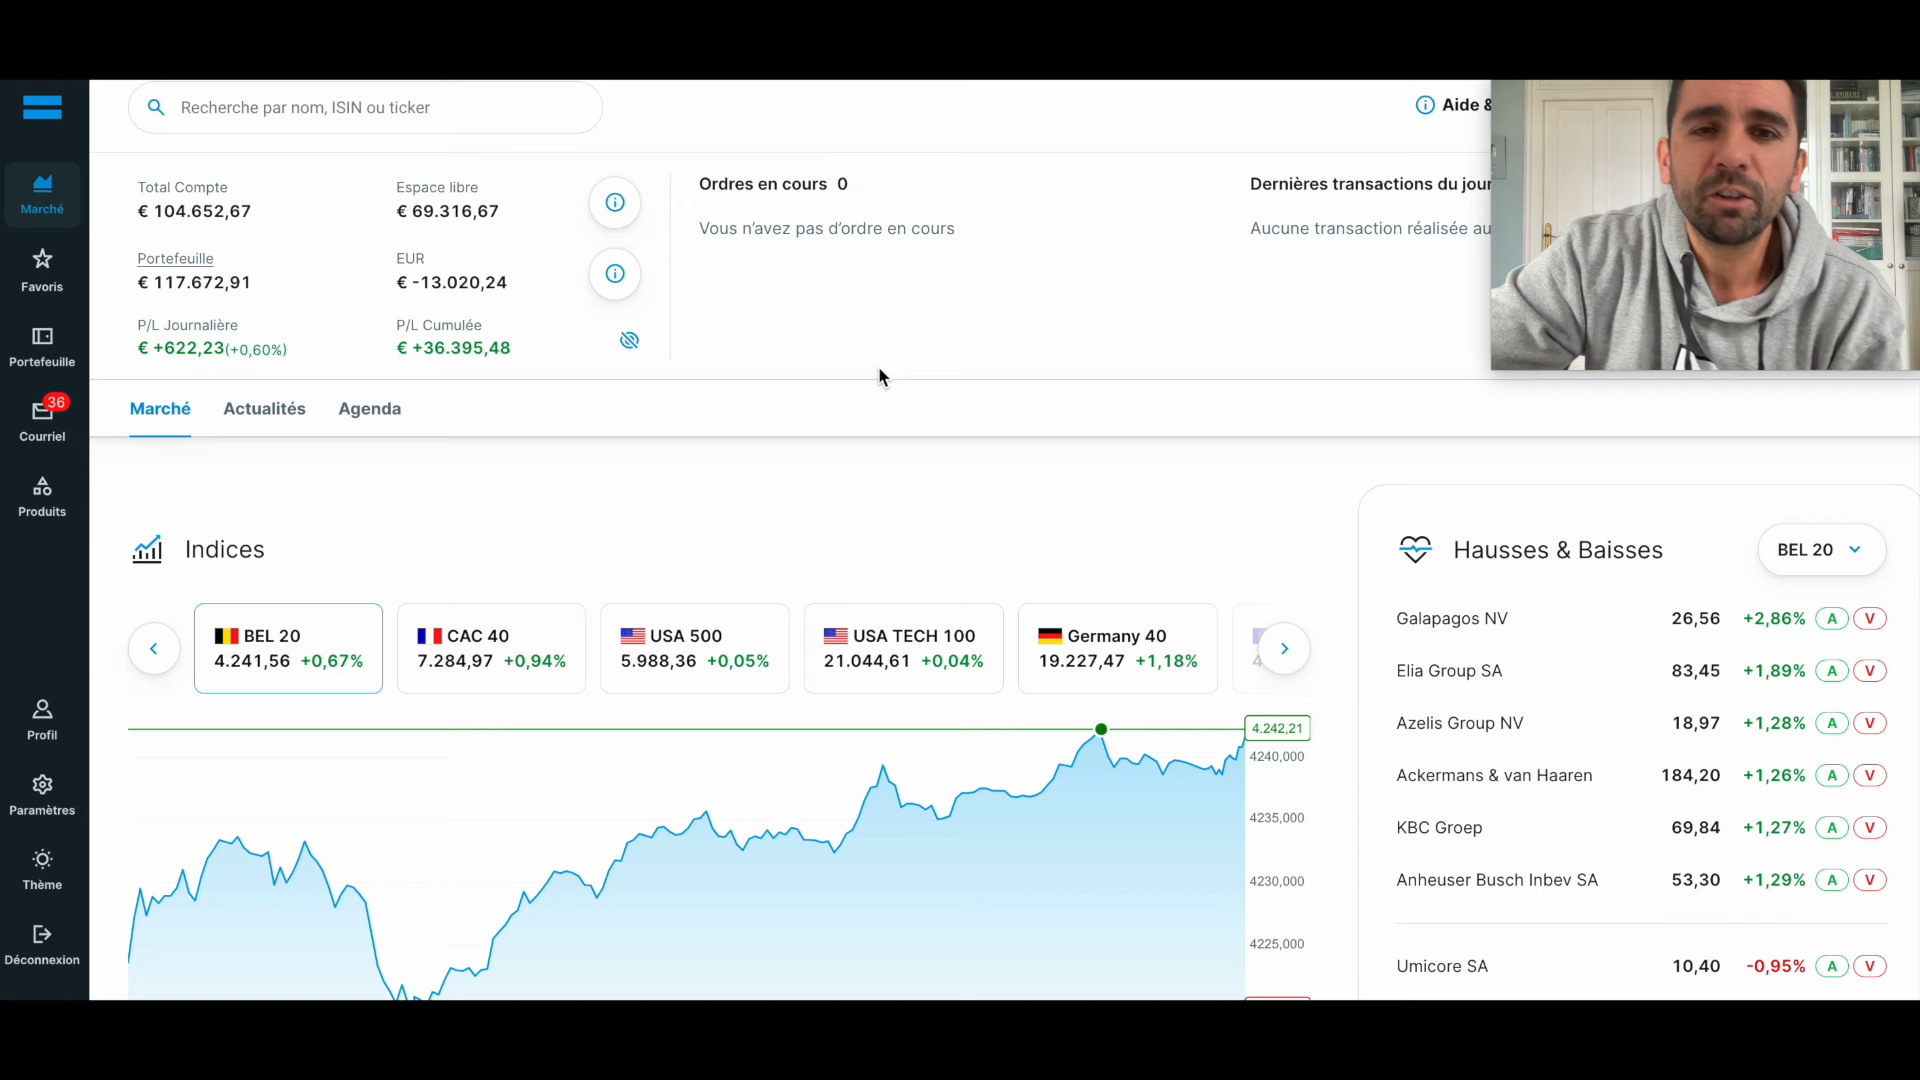 Recherche par nom, ISIN ou ticker
Aide &
Marché
Favoris
Portefeuille
36
Courriel
Produits
Profil
Paramètres
Thème
Déconnexion
Total Compte
€ 104.652,67
Espace libre
€ 69.316,67
Portefeuille
€ 117.672,91
EUR
€ -13.020,24
P/L Journalière
€ +622,23(+0,60%)
P/L Cumulée
€ +36.395,48
Ordres en cours 0
Vous n’avez pas d’ordre en cours
Dernières transactions du jour
Aucune transaction réalisée au
Marché Actualités Agenda
Indices
BEL 20
4.241,56 +0,67%
CAC 40
7.284,97 +0,94%
USA 500
5.988,36 +0,05%
USA TECH 100
21.044,61 +0,04%
Germany 40
19.227,47 +1,18%
4.242,21
4240,000
4235,000
4230,000
4225,000
Hausses & Baisses
BEL 20
Galapagos NV 26,56 +2,86% A V
Elia Group SA 83,45 +1,89% A V
Azelis Group NV 18,97 +1,28% A V
Ackermans & van Haaren 184,20 +1,26% A V
KBC Groep 69,84 +1,27% A V
Anheuser Busch Inbev SA 53,30 +1,29% A V
Umicore SA 10,40 -0,95% A V